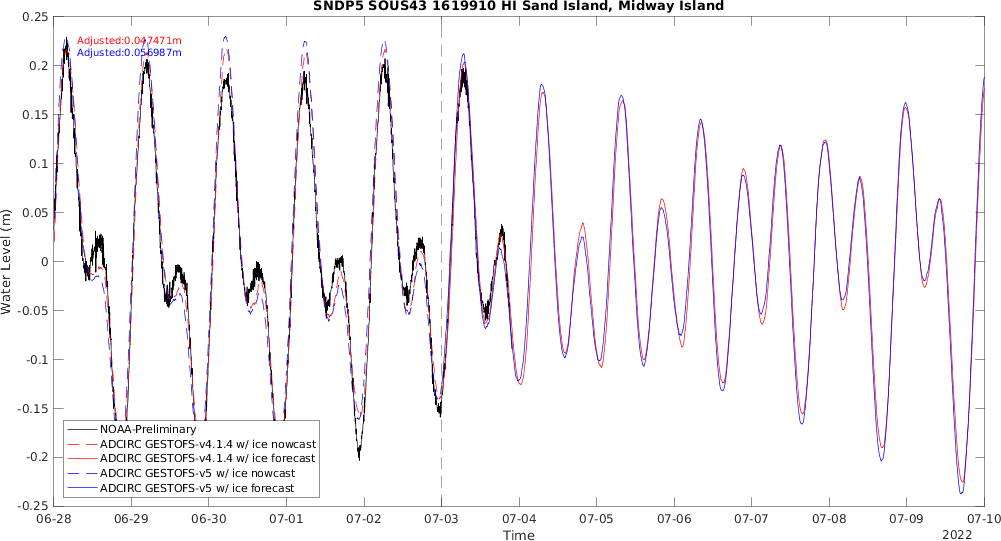 SNDP5 SOUS43 1619910 HI Sand Island, Midway Island
Adjusted:0.047471m
Adjusted:0.056987m
Water Level (m)
0.25
0.2
0.15
0.1
0.05
0
-0.05
-0.1
-0.15
-0.2
-0.25
NOAA-Preliminary
ADCIRC GESTOFS-v4.1.4 w/ ice nowcast
ADCIRC GESTOFS-v4.1.4 w/ ice forecast
ADCIRC GESTOFS-v5 w/ ice nowcast
ADCIRC GESTOFS-v5 w/ ice forecast
06-28 06-29 06-30 07-01 07-02 07-03 07-04 07-05 07-06 07-07 07-08 07-09 07-10
Time
2022